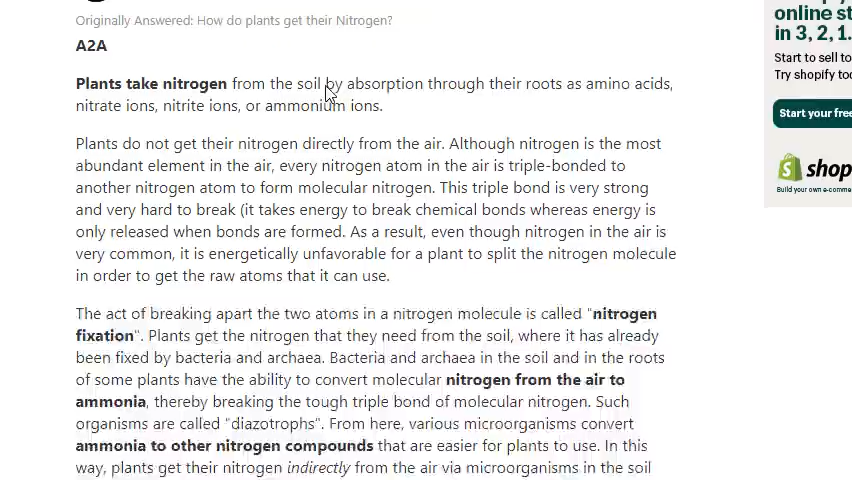 Originally Answered: How do plants get their Nitrogen?
A2A
Plants take nitrogen from the soil by absorption through their roots as amino acids,
nitrate ions, nitrite ions, or ammonium ions.
Plants do not get their nitrogen directly from the air. Although nitrogen is the most
abundant element in the air, every nitrogen atom in the air is triple-bonded to
another nitrogen atom to form molecular nitrogen. This triple bond is very strong
and very hard to break (it takes energy to break chemical bonds whereas energy is
only released when bonds are formed. As a result, even though nitrogen in the air is
very common, it is energetically unfavorable for a plant to split the nitrogen molecule
in order to get the raw atoms that it can use.
The act of breaking apart the two atoms in a nitrogen molecule is called "nitrogen
fixation". Plants get the nitrogen that they need from the soil, where it has already
been fixed by bacteria and archaea. Bacteria and archaea in the soil and in the roots
of some plants have the ability to convert molecular nitrogen from the air to
ammonia, thereby breaking the tough triple bond of molecular nitrogen. Such
organisms are called "diazotrophs". From here, various microorganisms convert
ammonia to other nitrogen compounds that are easier for plants to use. In this
way, plants get their nitrogen indirectly from the air via microorganisms in the soil
online st
in 3, 2, 1.
Start to sell to
Try shopify to
Start your free
shop
Build your own e-comme